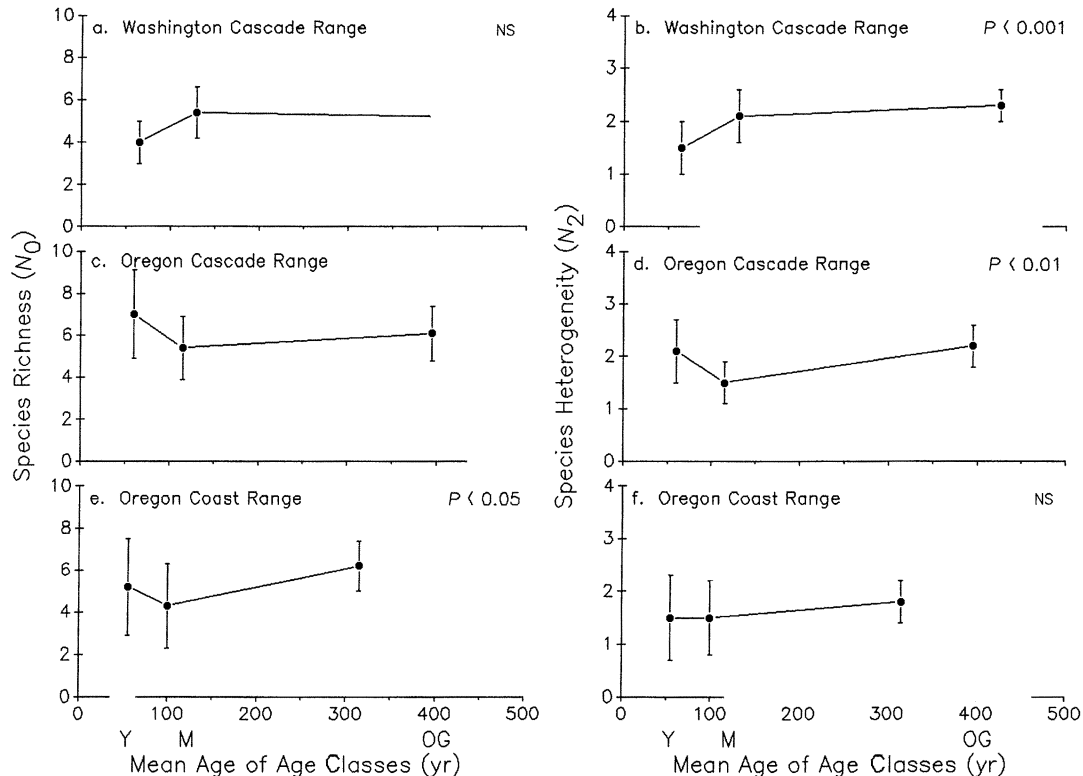 a. Washington Cascade Range NS
10
8
6
4
2
0
b. Washington Cascade Range P < 0.001
4
3
2
1
0
c. Oregon Cascade Range
10
8
6
4
2
0
d. Oregon Cascade Range P < 0.01
4
3
2
1
0
e. Oregon Coast Range P < 0.05
10
8
6
4
2
0
f. Oregon Coast Range NS
4
3
2
1
0
Species Richness (N0)
Species Heterogeneity (N2)
0 100 200 300 400 500
Y M OG
Mean Age of Age Classes (yr)
0 100 200 300 400 500
Y M OG
Mean Age of Age Classes (yr)